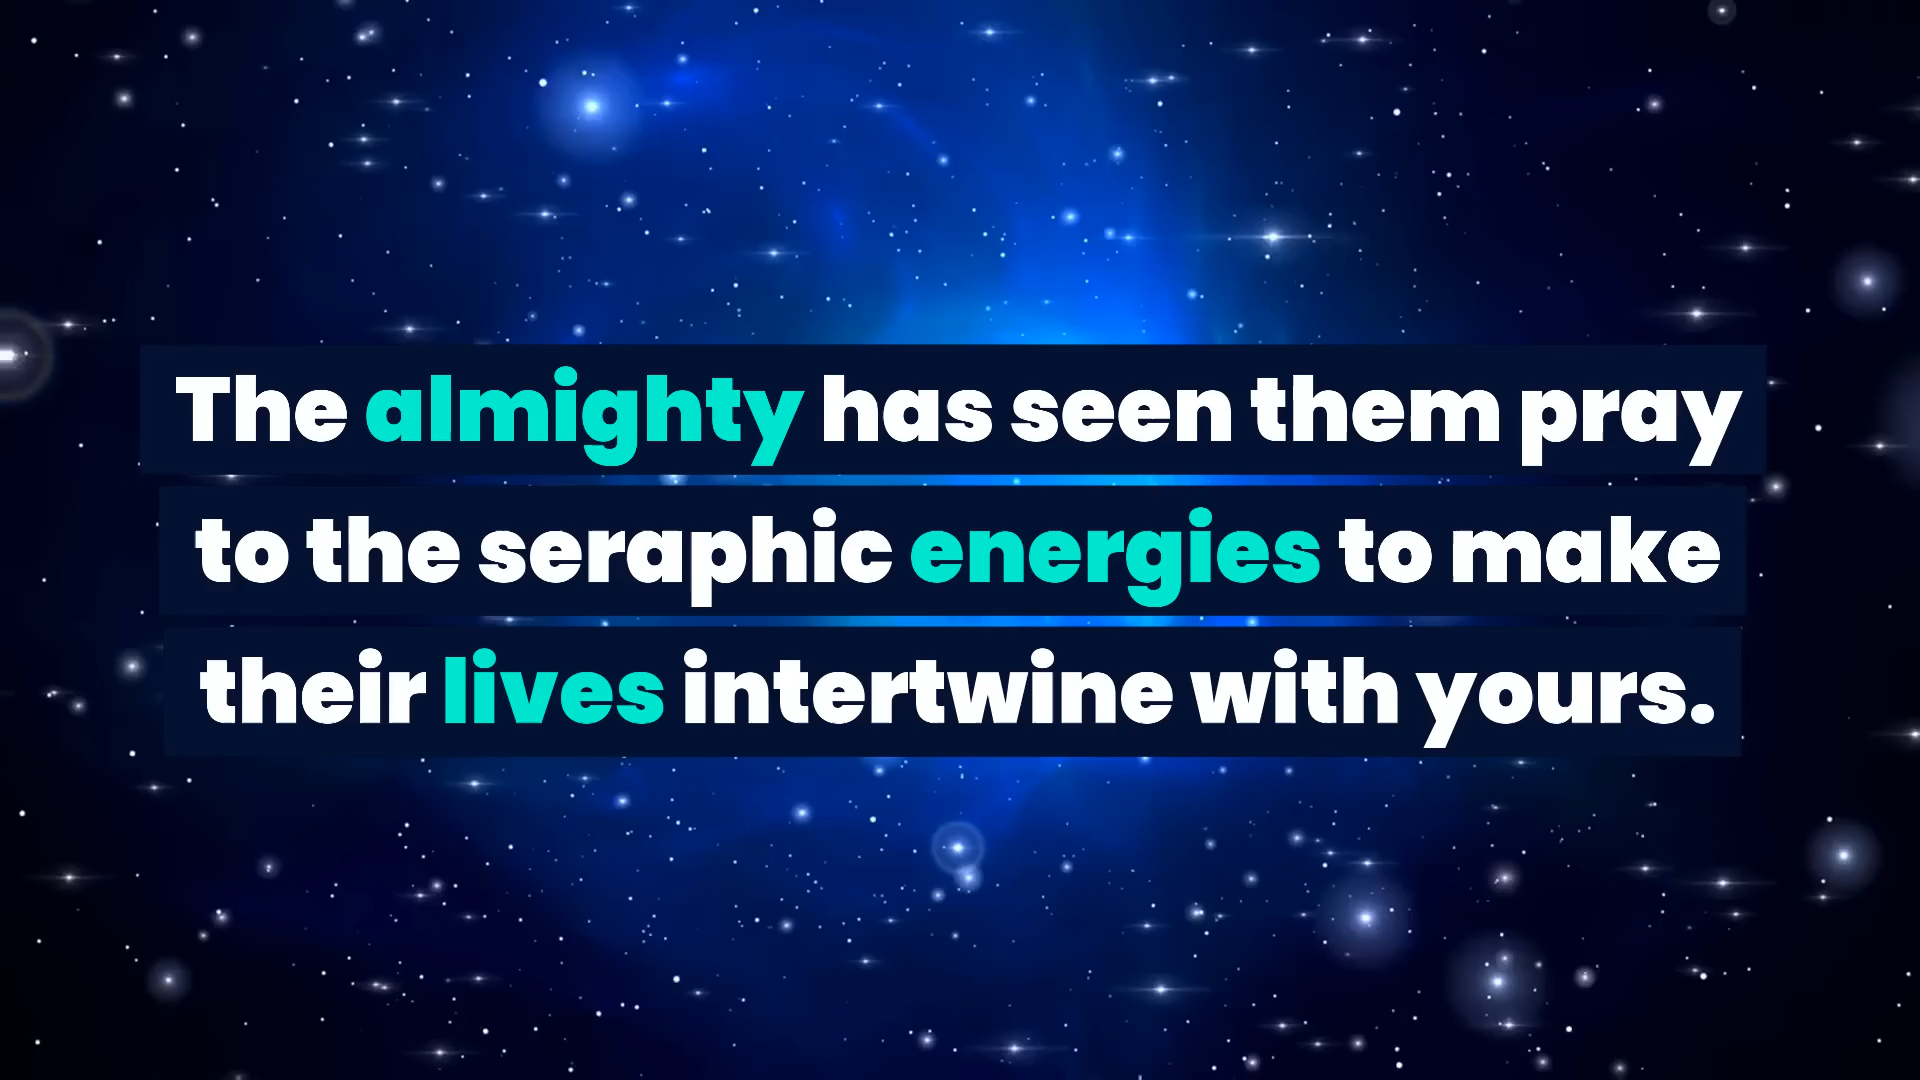 The almighty has seen them pray
to the seraphic energies to make
their lives intertwine with yours.